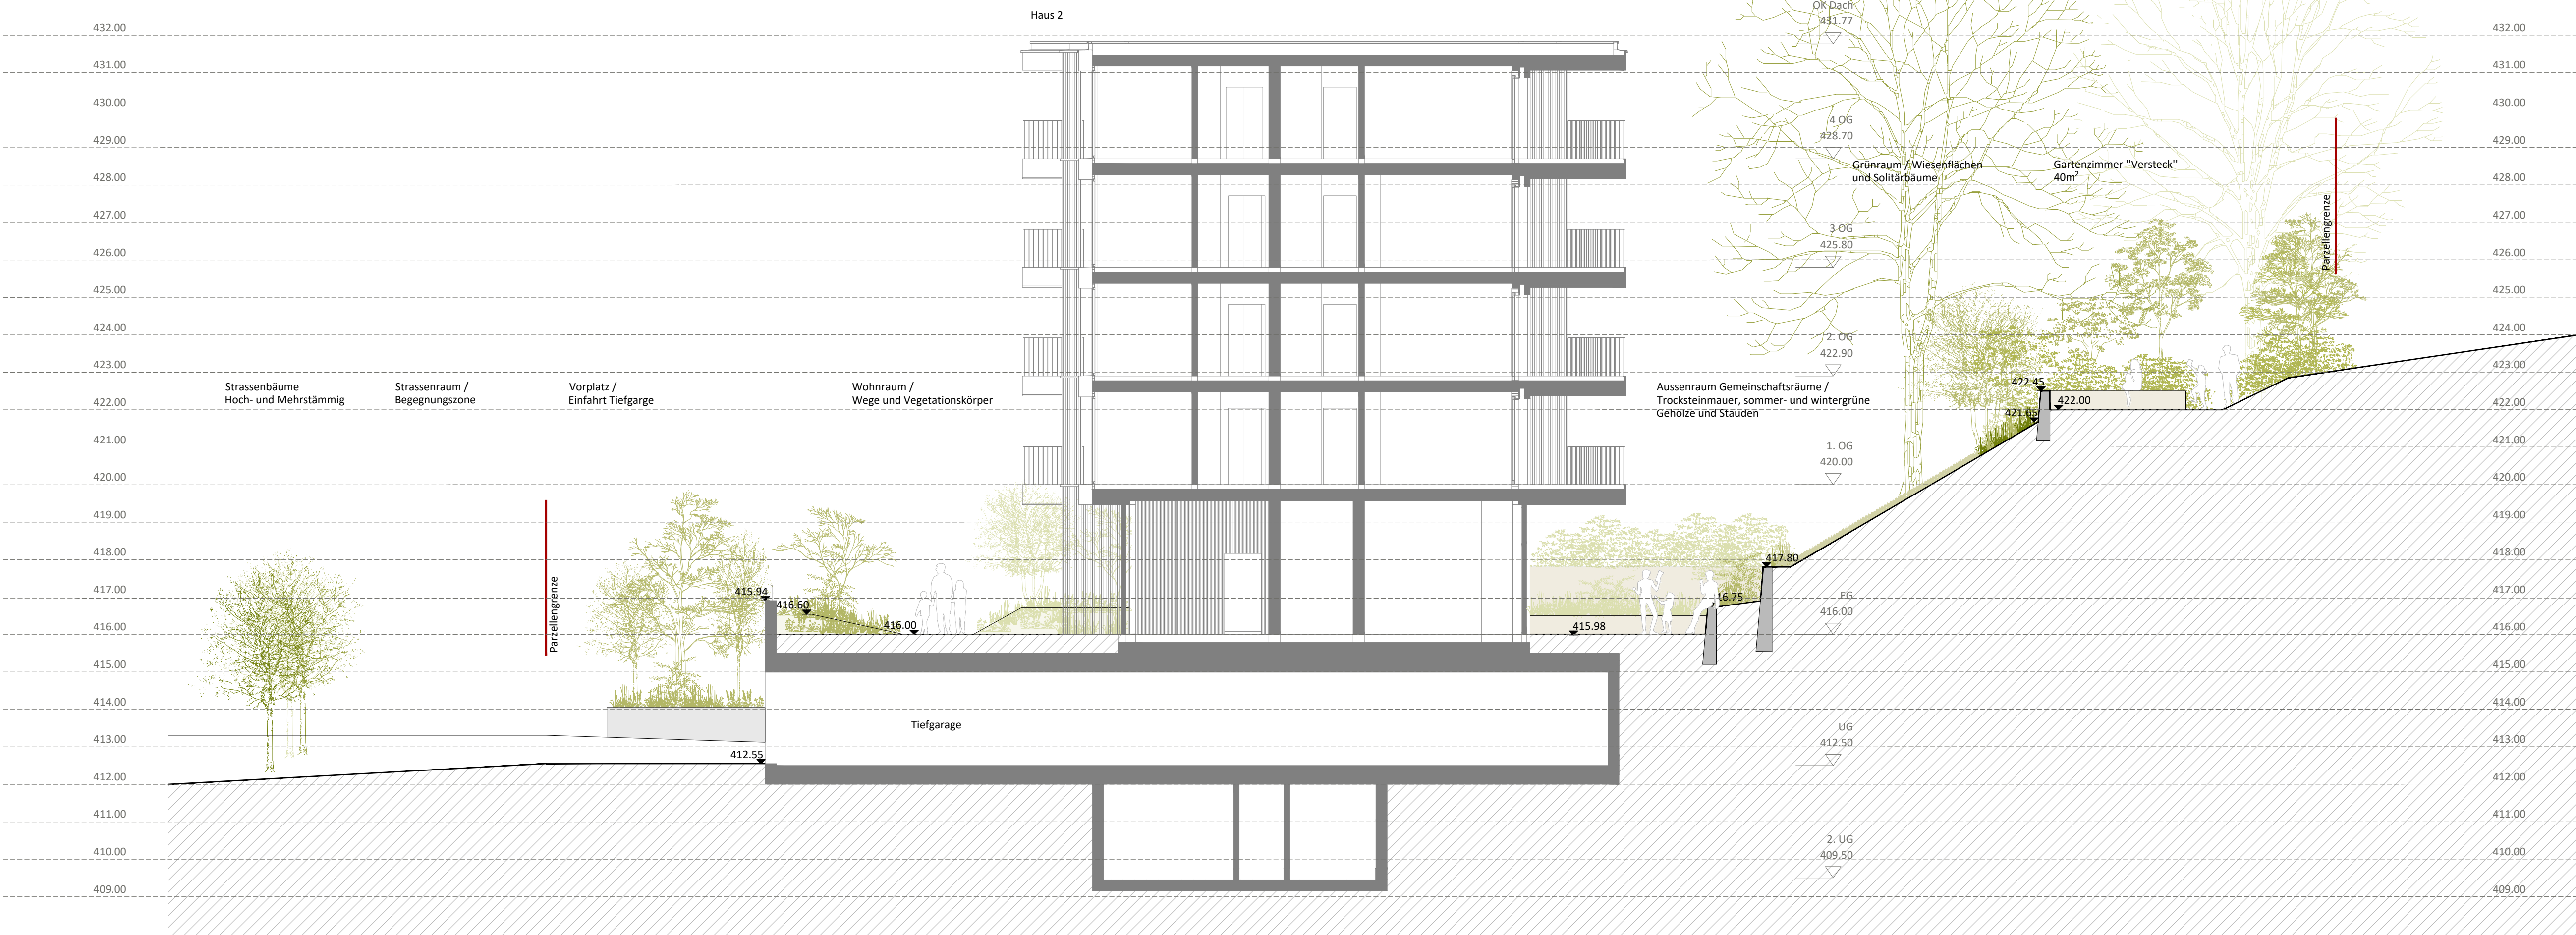 Haus 2
OK Dach
431.77
432.00
432.00
431.00
431.00
430.00
430.00
4 OG
428.70
429.00
429.00
Grünraum / Wiesenflächen
und Solitärbäume
Gartenzimmer "Versteck"
40m²
428.00
428.00
Parzellengrenze
427.00
427.00
3 OG
425.80
426.00
426.00
425.00
425.00
424.00
424.00
2. OG
422.90
423.00
423.00
Strassenbäume
Hoch- und Mehrstämmig
Strassenraum /
Begegnungszone
Vorplatz /
Einfahrt Tiefgarge
Wohnraum /
Wege und Vegetationskörper
Aussenraum Gemeinschaftsräume /
Trocksteinmauer, sommer- und wintergrüne
Gehölze und Stauden
422.45
422.00
421.65
422.00
422.00
421.00
421.00
1. OG
420.00
420.00
420.00
419.00
419.00
418.00
417.80
418.00
417.00
Parzellengrenze
415.94
416.60
416.00
16.75
415.98
EG
416.00
417.00
416.00
416.00
415.00
415.00
414.00
414.00
Tiefgarage
UG
412.50
413.00
413.00
412.55
412.00
412.00
411.00
411.00
2. UG
409.50
410.00
410.00
409.00
409.00